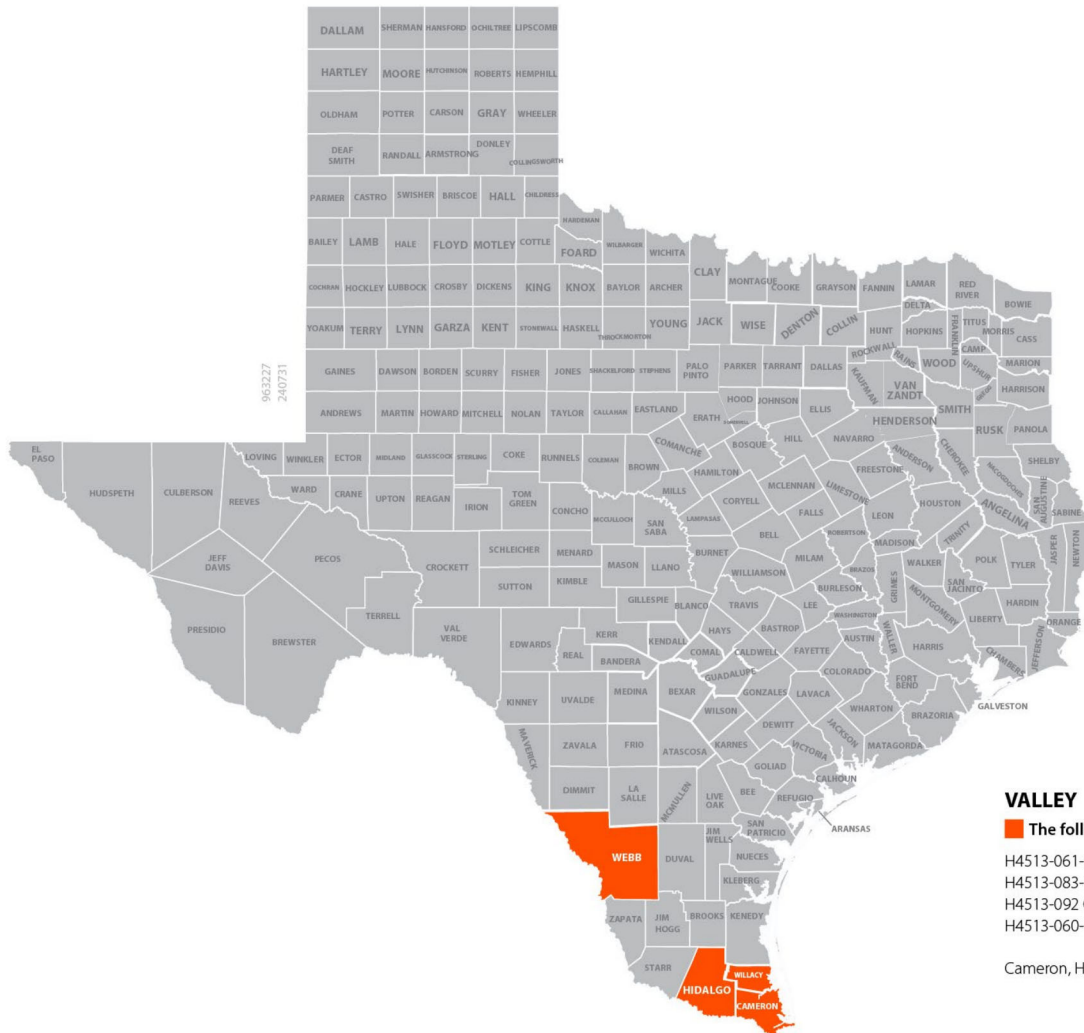 DALLAM SHERMAN HANSFORD OCHILTREE LIPSCOMB
HARTLEY MOORE HUTCHINSON ROBERTS HEMPHILL
OLDHAM POTTER CARSON GRAY WHEELER
DEAF SMITH RANDALL ARMSTRONG DONLEY COLLINGSWORTH
PARMER CASTRO SWISHER BRISCOE HALL CHILDRESS
HARDEMAN
BAILEY LAMB HALE FLOYD MOTLEY COTTLE FOARD WILBARGER WICHITA
CLAY MONTAGUE COOKE GRAYSON FANNIN LAMAR RED RIVER BOWIE
COCHRAN HOCKLEY LUBBOCK CROSBY DICKENS KING KNOX BAYLOR ARCHER
DELTA
YOAKUM TERRY LYNN GARZA KENT STONEWALL HASKELL THROCKMORTON YOUNG JACK WISE DENTON COLLIN HUNT HOPKINS FRANKLIN TITUS MORRIS CASS
ROCKWALL RAINS WOOD CAMP UPSHUR MARION
963227
240731
GAINES DAWSON BORDEN SCURRY FISHER JONES SHACKELFORD STEPHENS PALO PINTO PARKER TARRANT DALLAS KAUFMAN VAN ZANDT HARRISON
ANDREWS MARTIN HOWARD MITCHELL NOLAN TAYLOR CALLAHAN EASTLAND ERATH HOOD JOHNSON ELLIS HENDERSON SMITH RUSK PANOLA
EL PASO HUDSPETH CULBERSON REEVES LOVING WINKLER ECTOR MIDLAND GLASSCOCK STERLING COKE RUNNELS COLEMAN BROWN COMANCHE HAMILTON BOSQUE HILL NAVARRO ANDERSON CHEROKEE NACOGDOCHES SHELBY
WARD CRANE UPTON REAGAN IRION TOM GREEN CONCHO MCCULLOCH SAN SABA MILLS LAMPASAS CORYELL MCLENNAN LIMESTONE FREESTONE HOUSTON ANGELINA SAN AUGUSTINE SABINE
JEFF DAVIS PECOS CROCKETT SCHLEICHER MENARD MASON LLANO BURNET BELL FALLS ROBERTSON LEON MADISON TRINITY POLK TYLER JASPER NEWTON
PRESIDIO BREWSTER TERRELL VAL VERDE SUTTON KIMBLE GILLESPIE BLANCO WILLIAMSON MILAM BRAZOS BURLESON GRIMES WALKER SAN JACINTO HARDIN
EDWARDS KERR REAL BANDERA KENDALL COMAL HAYS TRAVIS BASTROP LEE WASHINGTON AUSTIN WALLER MONTGOMERY LIBERTY ORANGE
KINNEY UVALDE MEDINA BEXAR GUADALUPE CALDWELL FAYETTE COLORADO HARRIS CHAMBERS JEFFERSON
MAVERICK ZAVALA FRIO ATASCOSA WILSON GONZALES LAVACA WHARTON FORT BEND BRAZORIA GALVESTON
DIMMIT LA SALLE MCMULLEN KARNES DEWITT JACKSON MATAGORDA
LIVE OAK BEE GOLIAD VICTORIA CALHOUN REFUGIO ARANSAS
WEBB DUVAL JIM WELLS SAN PATRICIO NUECES KLEBERG
ZAPATA JIM HOGG BROOKS KENEDY
STARR HIDALGO WILLACY CAMERON
VALLEY
The foll
H4513-061-
H4513-083-
H4513-092
H4513-060-
Cameron, H